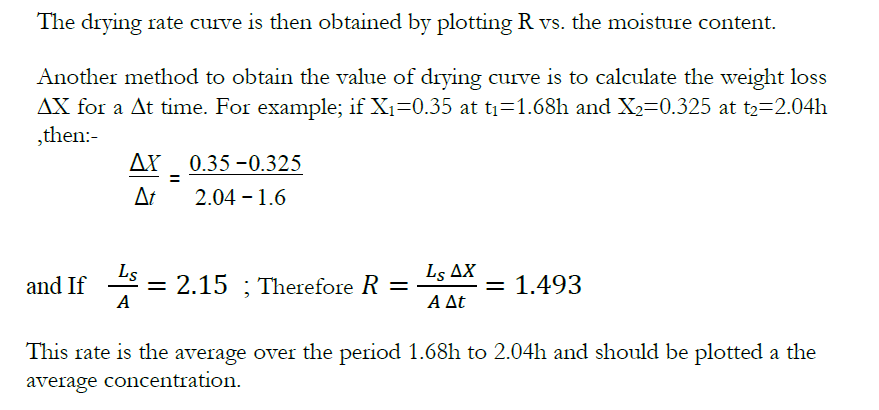 The drying rate curve is then obtained by plotting R vs. the moisture content.
Another method to obtain the value of drying curve is to calculate the weight loss
ΔX for a Δt time. For example; if X₁=0.35 at t₁=1.68h and X₂=0.325 at t₂=2.04h
,then:-
ΔX/Δt = (0.35 −0.325)/(2.04 − 1.6)
and If Lₛ/A = 2.15 ; Therefore R = Lₛ ΔX/A Δt = 1.493
This rate is the average over the period 1.68h to 2.04h and should be plotted a the
average concentration.